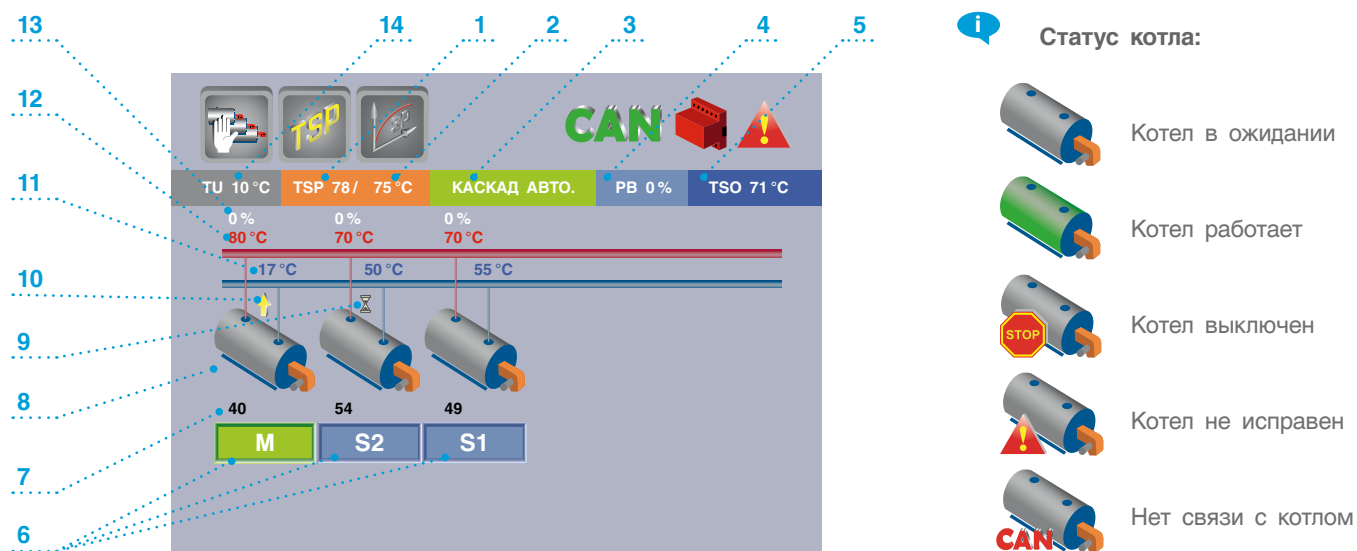 13 14 1 2 3 4 5
12
11
10
9
8
7
6
TSP SP CAN
TU 10 °C TSP 78 / 75 °C КАСКАД АВТО. PB 0 % TSO 71 °C
0 % 0 % 0 %
80 °C 70 °C 70 °C
17 °C 50 °C 55 °C
40 54 49
M S2 S1
i Статус котла:
Котел в ожидании
Котел работает
STOP Котел выключен
Котел не исправен
CAN Нет связи с котлом